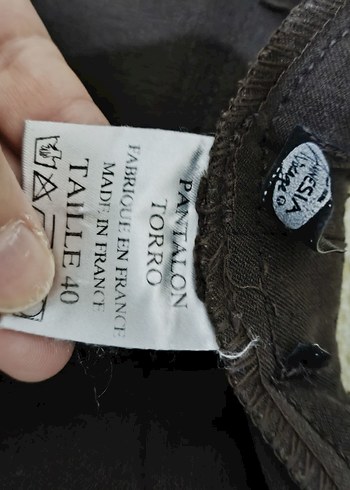 PANTALON
TORRO
FABRIQUE EN FRANCE
MADE IN FRANCE
TAILLE 40